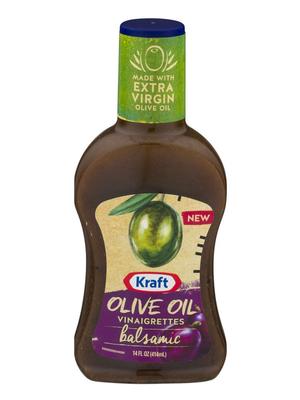 MADE WITH
EXTRA
VIRGIN
OLIVE OIL
NEW
Kraft
OLIVE OIL
VINAIGRETTES
balsamic
14 FL OZ (414mL)